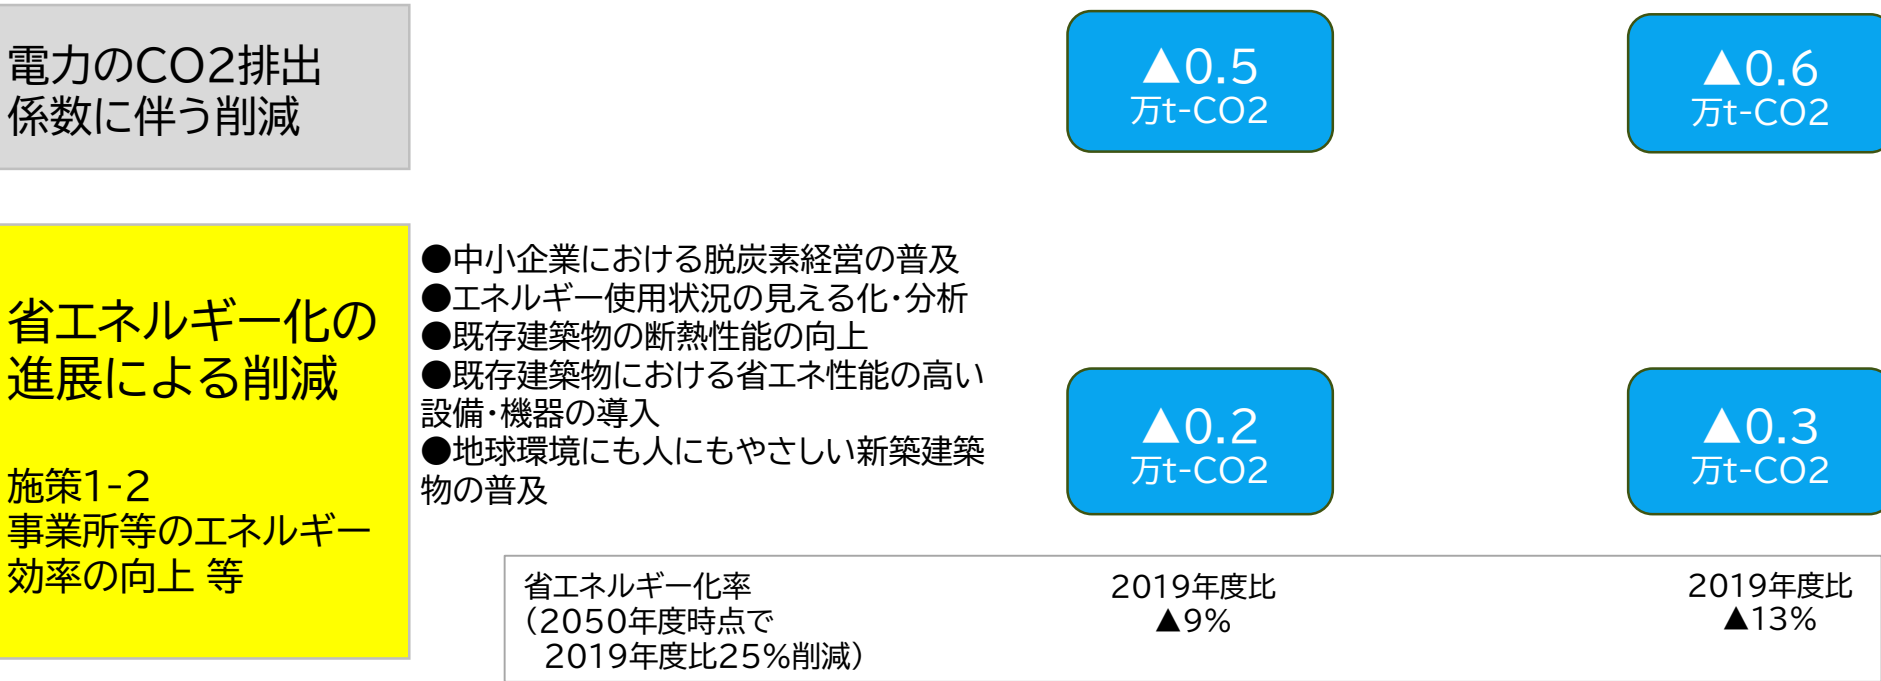 電力のCO2排出
係数に伴う削減
▲0.5
万t-CO2
▲0.6
万t-CO2
省エネルギー化の
進展による削減
施策1-2
事業所等のエネルギー
効率の向上 等
●中小企業における脱炭素経営の普及
●エネルギー使用状況の見える化・分析
●既存建築物の断熱性能の向上
●既存建築物における省エネ性能の高い
設備・機器の導入
●地球環境にも人にもやさしい新築建築
物の普及
▲0.2
万t-CO2
▲0.3
万t-CO2
省エネルギー化率
（2050年度時点で
2019年度比25%削減）
2019年度比
▲9%
2019年度比
▲13%